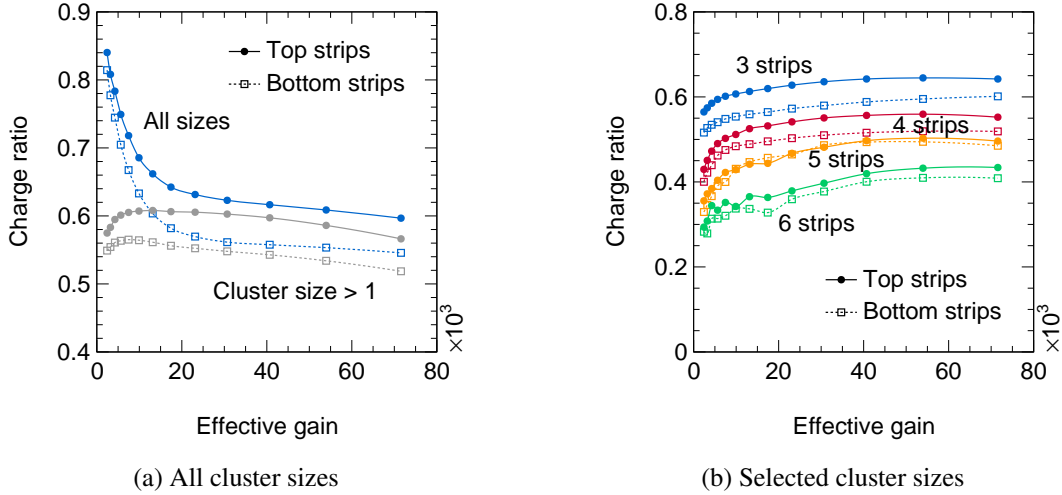 0.9
0.8
0.7
0.6
0.5
0.4
Charge ratio
Top strips
Bottom strips
All sizes
Cluster size > 1
0 20 40 60 80
×10³
Effective gain
(a) All cluster sizes
0.8
0.6
0.4
0.2
0
Charge ratio
3 strips
4 strips
5 strips
6 strips
Top strips
Bottom strips
0 20 40 60 80
×10³
Effective gain
(b) Selected cluster sizes